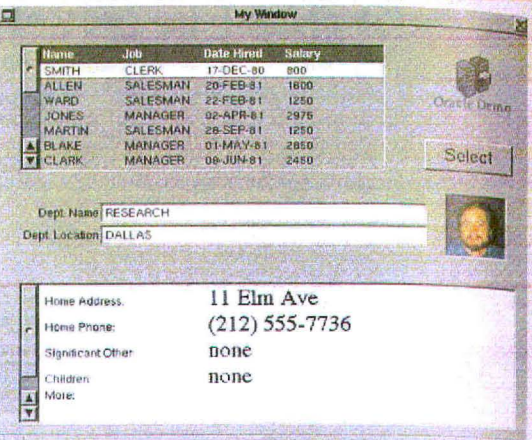 My Window
Name Job Date Hired Salary
SMITH CLERK 17-DEC-80 800
ALLEN SALESMAN 20-FEB-81 1600
WARD SALESMAN 22-FEB-81 1250
JONES MANAGER 02-APR-81 2975
MARTIN SALESMAN 28-SEP-81 1250
BLAKE MANAGER 01-MAY-81 2850
CLARK MANAGER 09-JUN-81 2450
Oracle Demo
Select
Dept. Name RESEARCH
Dept. Location DALLAS
Home Address: 11 Elm Ave
Home Phone: (212) 555-7736
Significant Other none
Children none
More: